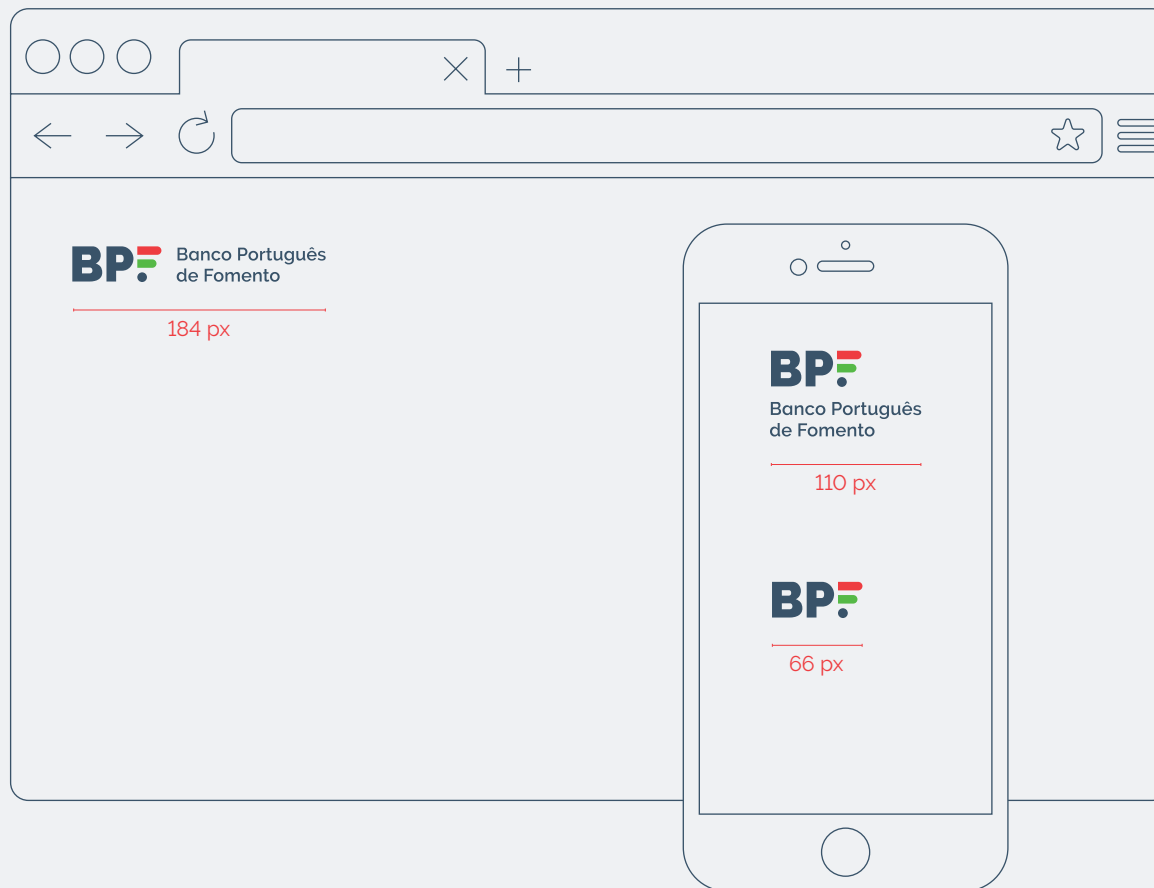 BPF Banco Português
de Fomento
184 px
BPF
Banco Português
de Fomento
110 px
BPF
66 px